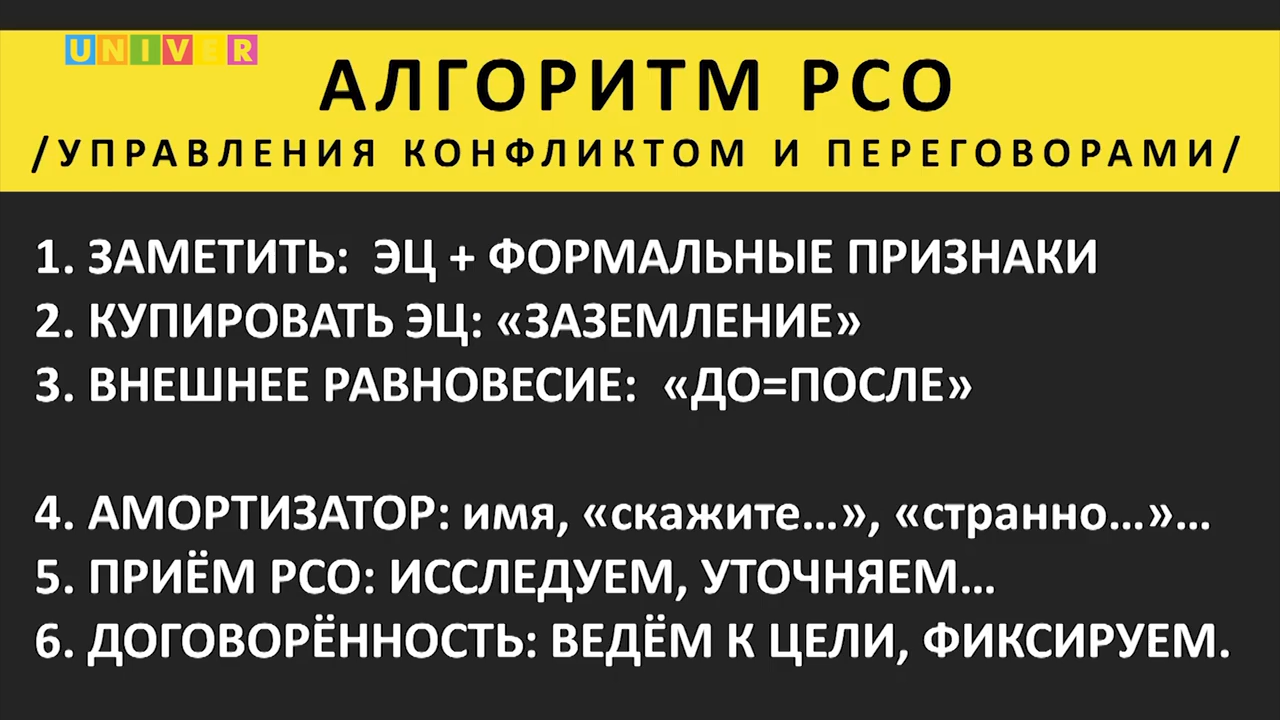 UNIVER
АЛГОРИТМ РСО
/УПРАВЛЕНИЯ КОНФЛИКТОМ И ПЕРЕГОВОРАМИ/
1. ЗАМЕТИТЬ: ЭЦ + ФОРМАЛЬНЫЕ ПРИЗНАКИ
2. КУПИРОВАТЬ ЭЦ: «ЗАЗЕМЛЕНИЕ»
3. ВНЕШНЕЕ РАВНОВЕСИЕ: «ДО=ПОСЛЕ»
4. АМОРТИЗАТОР: имя, «скажите…», «странно…»…
5. ПРИЁМ РСО: ИССЛЕДУЕМ, УТОЧНЯЕМ…
6. ДОГОВОРЁННОСТЬ: ВЕДЁМ К ЦЕЛИ, ФИКСИРУЕМ.